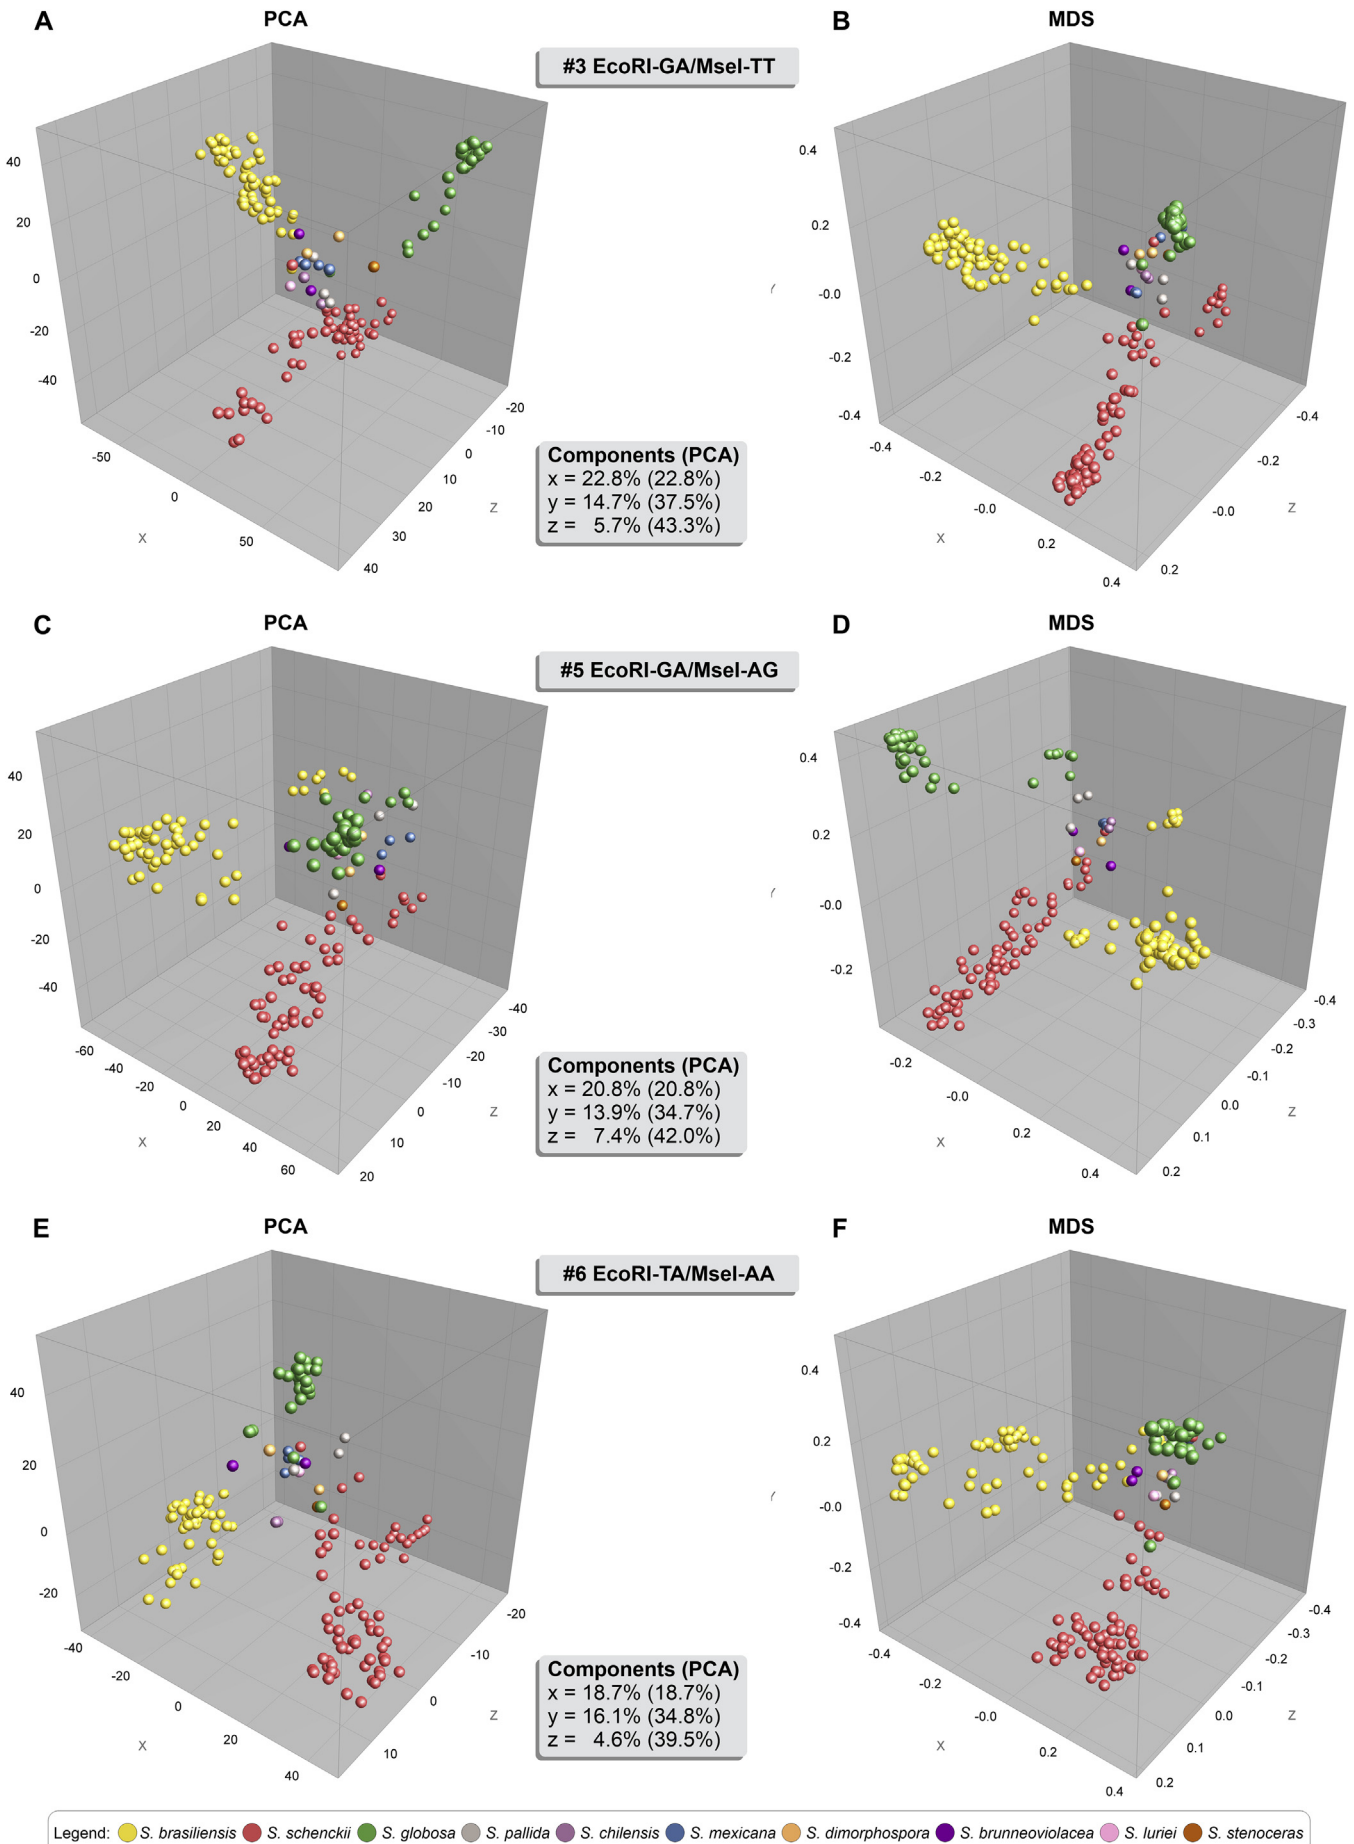 A
PCA
B
MDS
#3 EcoRI-GA/MseI-TT
40
20
0
-20
-40
-50
0
50
X
-20
-10
0
10
20
30
40
Z
0.4
0.2
-0.0
-0.2
-0.4
-0.4
-0.2
-0.0
0.2
0.4
X
-0.4
-0.2
-0.0
0.2
Z
Components (PCA)
x = 22.8% (22.8%)
y = 14.7% (37.5%)
z = 5.7% (43.3%)
C
PCA
D
MDS
#5 EcoRI-GA/MseI-AG
40
20
0
-20
-40
-60
-40
-20
0
20
40
60
X
-40
-30
-20
-10
0
10
20
Z
0.4
0.2
-0.0
-0.2
-0.2
-0.0
0.2
0.4
X
-0.4
-0.3
-0.2
-0.1
0.0
0.1
0.2
Z
Components (PCA)
x = 20.8% (20.8%)
y = 13.9% (34.7%)
z = 7.4% (42.0%)
E
PCA
F
MDS
#6 EcoRI-TA/MseI-AA
40
20
0
-20
-40
-20
0
20
40
X
-20
-10
0
10
Z
0.4
0.2
-0.0
-0.2
-0.4
-0.4
-0.2
-0.0
0.2
0.4
X
-0.4
-0.3
-0.2
-0.1
0.0
0.1
0.2
Z
Components (PCA)
x = 18.7% (18.7%)
y = 16.1% (34.8%)
z = 4.6% (39.5%)
Legend: S. brasiliensis S. schenckii S. globosa S. pallida S. chilensis S. mexicana S. dimorphospora S. brunneoviolacea S. luriei S. stenoceras